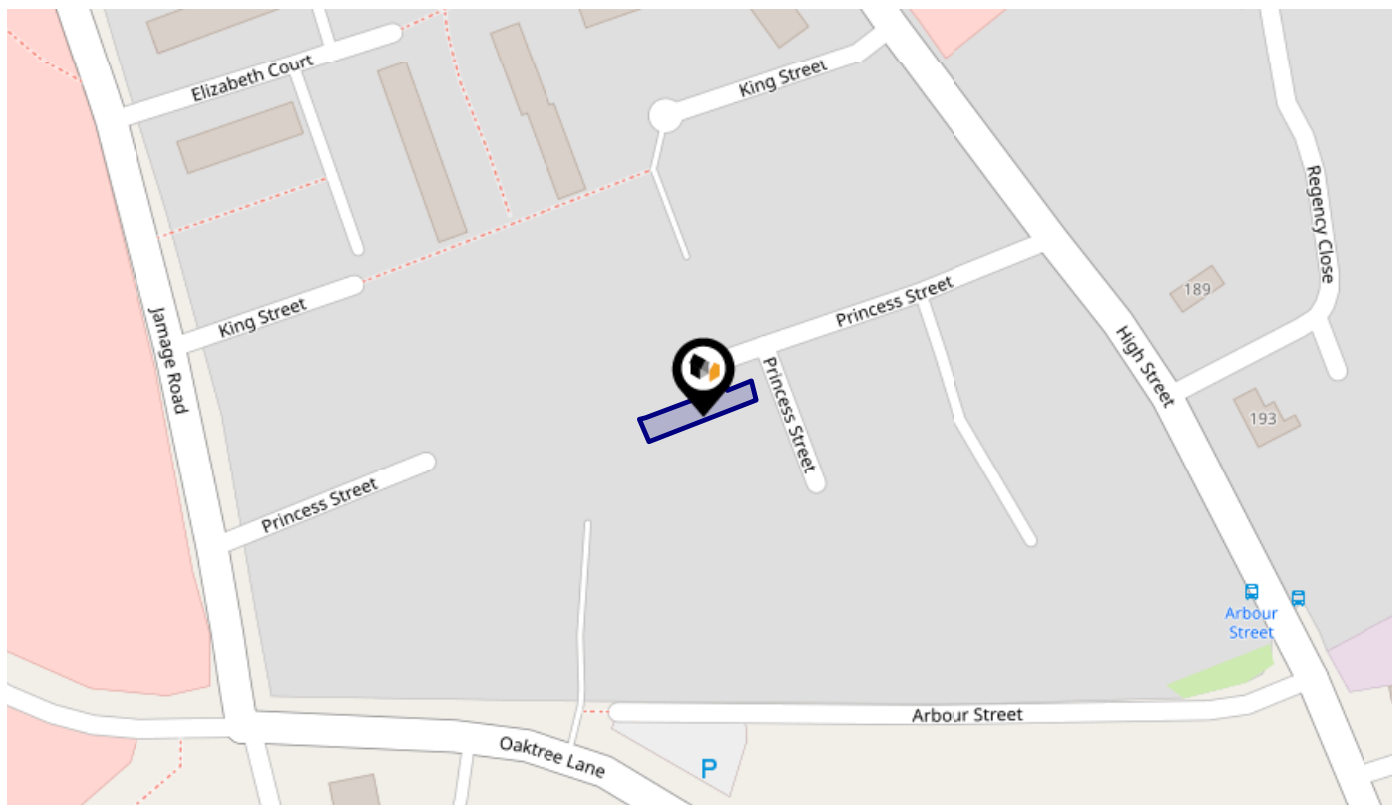 Elizabeth Court
King Street
Regency Close
189
Princess Street
King Street
Jamage Road
High Street
Princess Street
193
Princess Street
Arbour
Street
Arbour Street
Oaktree Lane
P